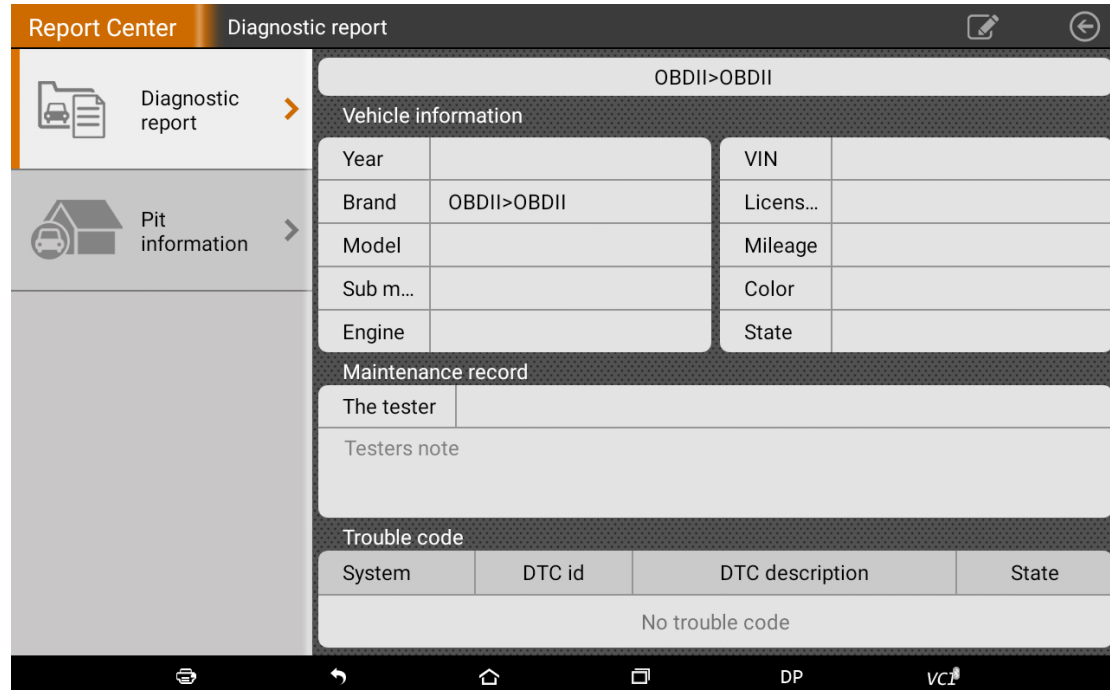 Report Center
Diagnostic report
Diagnostic
report
Pit
information
OBDII>OBDII
Vehicle information
Year
VIN
Brand OBDII>OBDII
Licens...
Model
Mileage
Sub m...
Color
Engine
State
Maintenance record
The tester
Testers note
Trouble code
System DTC id DTC description State
No trouble code
DP
VCI